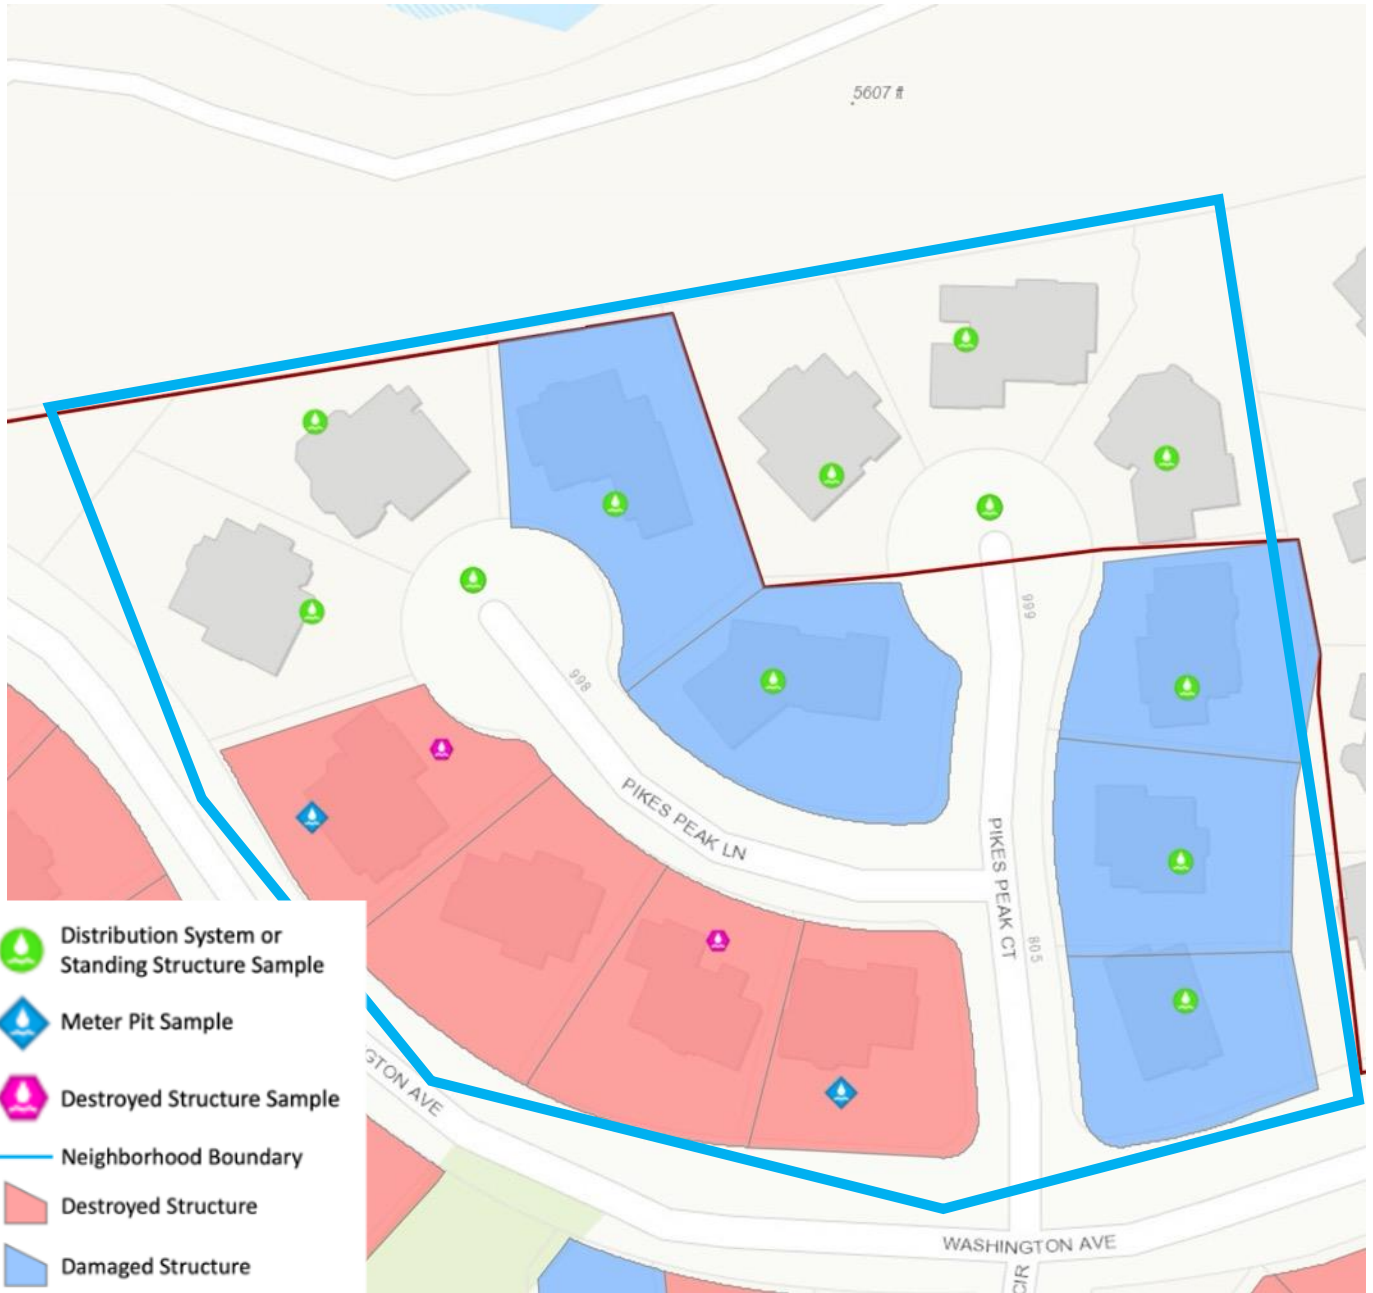 5607 ft
999
998
PIKES PEAK LN
PIKES PEAK CT
805
Distribution System or
Standing Structure Sample
Meter Pit Sample
Destroyed Structure Sample
Neighborhood Boundary
Destroyed Structure
Damaged Structure
GTON AVE
WASHINGTON AVE
CIR